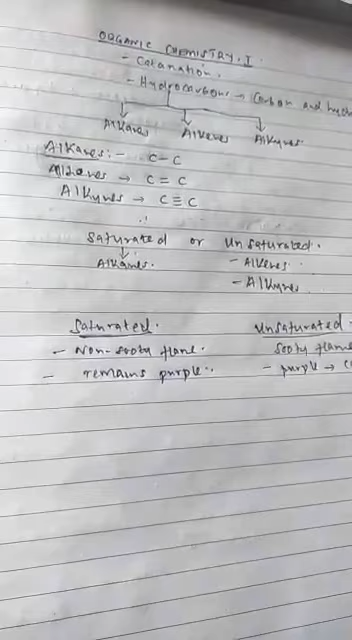 ORGANIC CHEMISTRY. I
- Catanation.
- Hydrocarbons → Carbon and hyd
Alkanes Alkenes Alkynes
Alkanes :- C - C
Alkenes → C = C
Alkynes → C ≡ C
Saturated or Unsaturated.
Alkanes. - Alkenes
- Alkynes
Saturated. Unsaturated
- Non-sooty flame. Sooty flame
- remains purple. - purple →